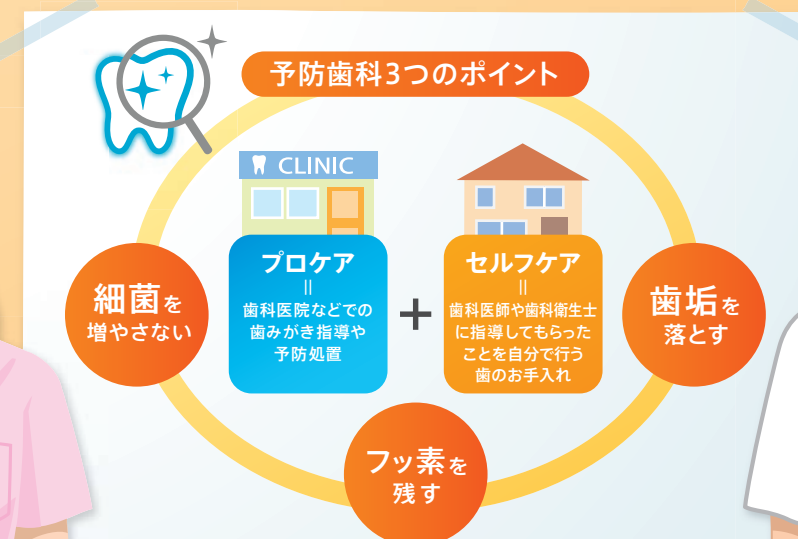 予防歯科3つのポイント
CLINIC
細菌を
増やさない
プロケア
=
歯科医院などでの
歯みがき指導や
予防処置
+
セルフケア
=
歯科医師や歯科衛生士
に指導してもらった
ことを自分で行う
歯のお手入れ
歯垢を
落とす
フッ素を
残す